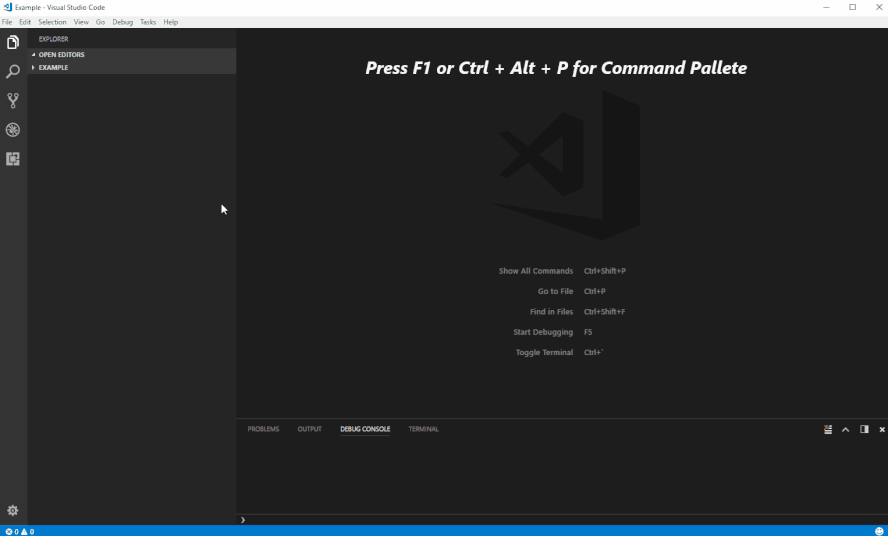 Example - Visual Studio Code
File Edit Selection View Go Debug Tasks Help
EXPLORER
OPEN EDITORS
EXAMPLE
Press F1 or Ctrl + Alt + P for Command Pallete
Show All Commands Ctrl+Shift+P
Go to File Ctrl+P
Find in Files Ctrl+Shift+F
Start Debugging F5
Toggle Terminal Ctrl+`
PROBLEMS OUTPUT DEBUG CONSOLE TERMINAL
0 0